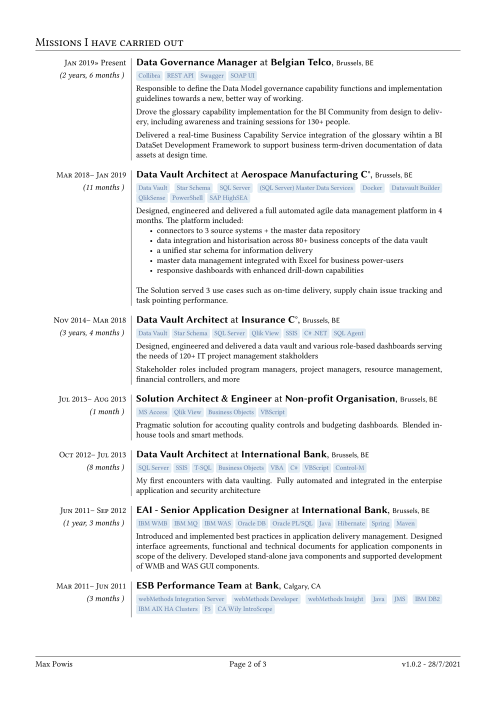 Missions I have carried out
Jan 2019» Present
(2 years, 6 months )
Data Governance Manager at Belgian Telco, Brussels, BE
Collibra REST API Swagger SOAP UI
Responsible to define the Data Model governance capability functions and implementation
guidelines towards a new, better way of working.
Drove the glossary capability implementation for the BI Community from design to deliv-
ery, including awareness and training sessions for 130+ people.
Delivered a real-time Business Capability Service integration of the glossary wihtin a BI
DataSet Development Framework to support business term-driven documentation of data
assets at design time.
Mar 2018– Jan 2019
(11 months )
Data Vault Architect at Aerospace Manufacturing C°, Brussels, BE
Data Vault Star Schema SQL Server (SQL Server) Master Data Services Docker Datavault Builder
QlikSense PowerShell SAP HighSEA
Designed, engineered and delivered a full automated agile data management platform in 4
months. The platform included:
• connectors to 3 source systems + the master data repository
• data integration and historisation across 80+ business concepts of the data vault
• a unified star schema for information delivery
• master data management integrated with Excel for business power-users
• responsive dashboards with enhanced drill-down capabilities
The Solution served 3 use cases such as on-time delivery, supply chain issue tracking and
task pointing performance.
Nov 2014– Mar 2018
(3 years, 4 months )
Data Vault Architect at Insurance C°, Brussels, BE
Data Vault Star Schema SQL Server Qlik View SSIS C# .NET SQL Agent
Designed, engineered and delivered a data vault and various role-based dashboards serving
the needs of 120+ IT project management stakholders
Stakeholder roles included program managers, project managers, resource management,
financial controllers, and more
Jul 2013– Aug 2013
(1 month )
Solution Architect & Engineer at Non-profit Organisation, Brussels, BE
MS Access Qlik View Business Objects VBScript
Pragmatic solution for accouting quality controls and budgeting dashboards. Blended in-
house tools and smart methods.
Oct 2012– Jul 2013
(8 months )
Data Vault Architect at International Bank, Brussels, BE
SQL Server SSIS T-SQL Business Objects VBA C# VBScript Control-M
My first encounters with data vaulting. Fully automated and integrated in the enterpise
application and security architecture
Jun 2011– Sep 2012
(1 year, 3 months )
EAI - Senior Application Designer at International Bank, Brussels, BE
IBM WMB IBM MQ IBM WAS Oracle DB Oracle PL/SQL Java Hibernate Spring Maven
Introduced and implemented best practices in application delivery management. Designed
interface agreements, functional and technical documents for application components in
scope of the delivery. Developed stand-alone java components and supported development
of WMB and WAS GUI components.
Mar 2011– Jun 2011
(3 months )
ESB Performance Team at Bank, Calgary, CA
webMethods Integration Server webMethods Developer webMethods Insight Java JMS IBM DB2
IBM AIX HA Clusters F5 CA Wily IntroScope
Max Powis Page 2 of 3 v1.0.2 - 28/7/2021